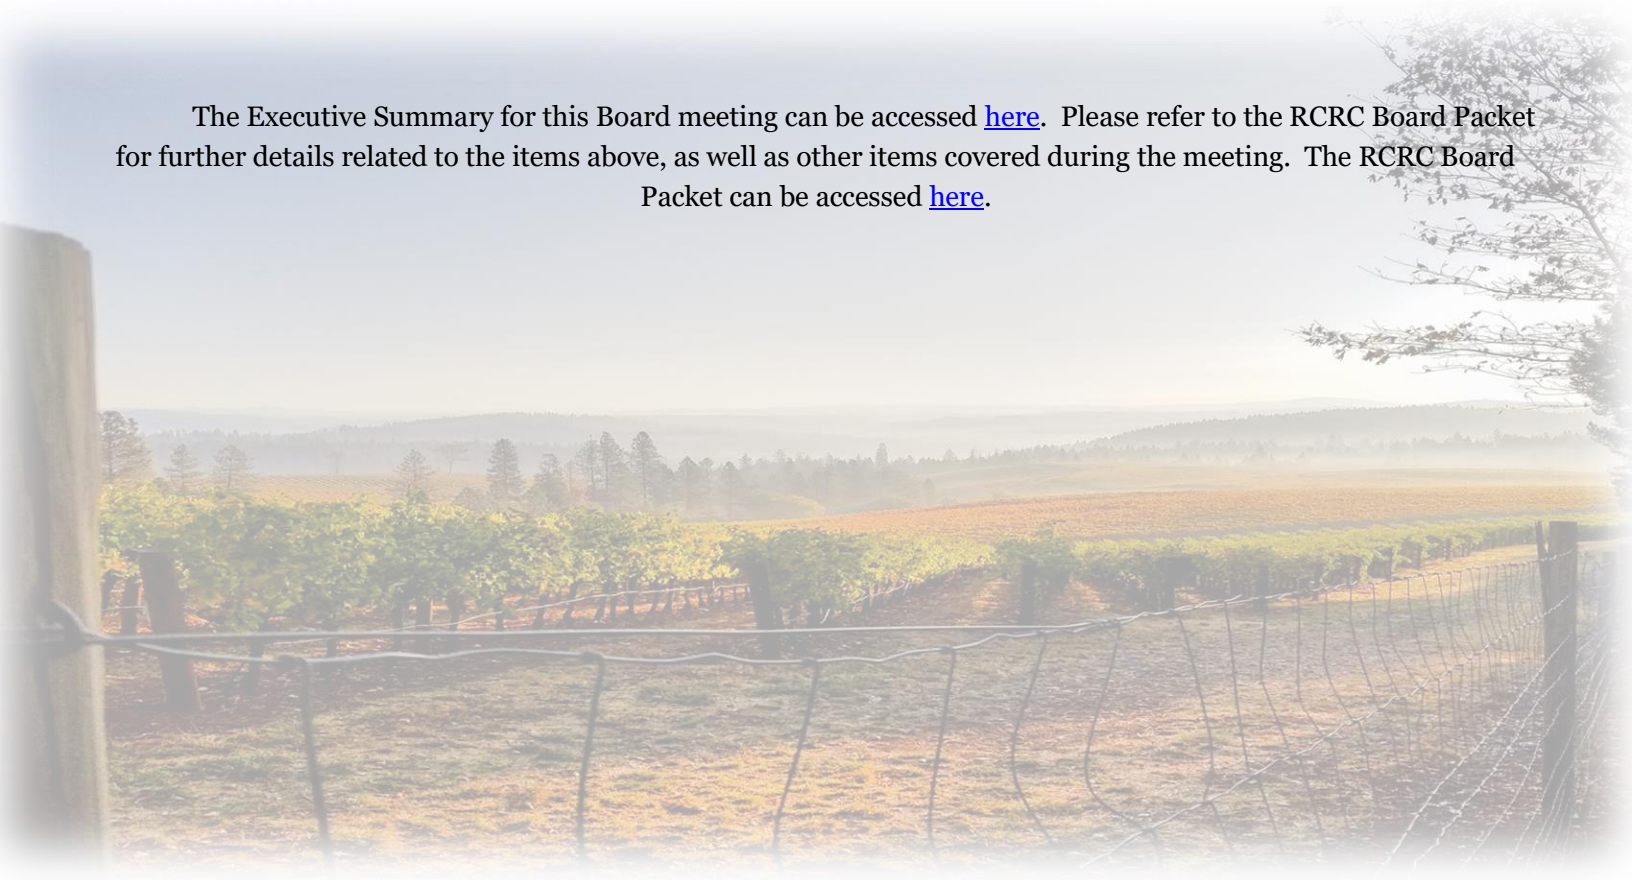 The Executive Summary for this Board meeting can be accessed here.  Please refer to the RCRC Board Packet
for further details related to the items above, as well as other items covered during the meeting.  The RCRC Board
Packet can be accessed here.